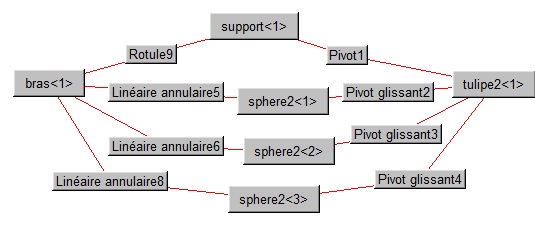 support<1>
Rotule9
Pivot1
bras<1>
tulipe2<1>
Linéaire annulaire5
Pivot glissant2
sphere2<1>
Pivot glissant3
Linéaire annulaire6
sphere2<2>
Linéaire annulaire8
Pivot glissant4
sphere2<3>